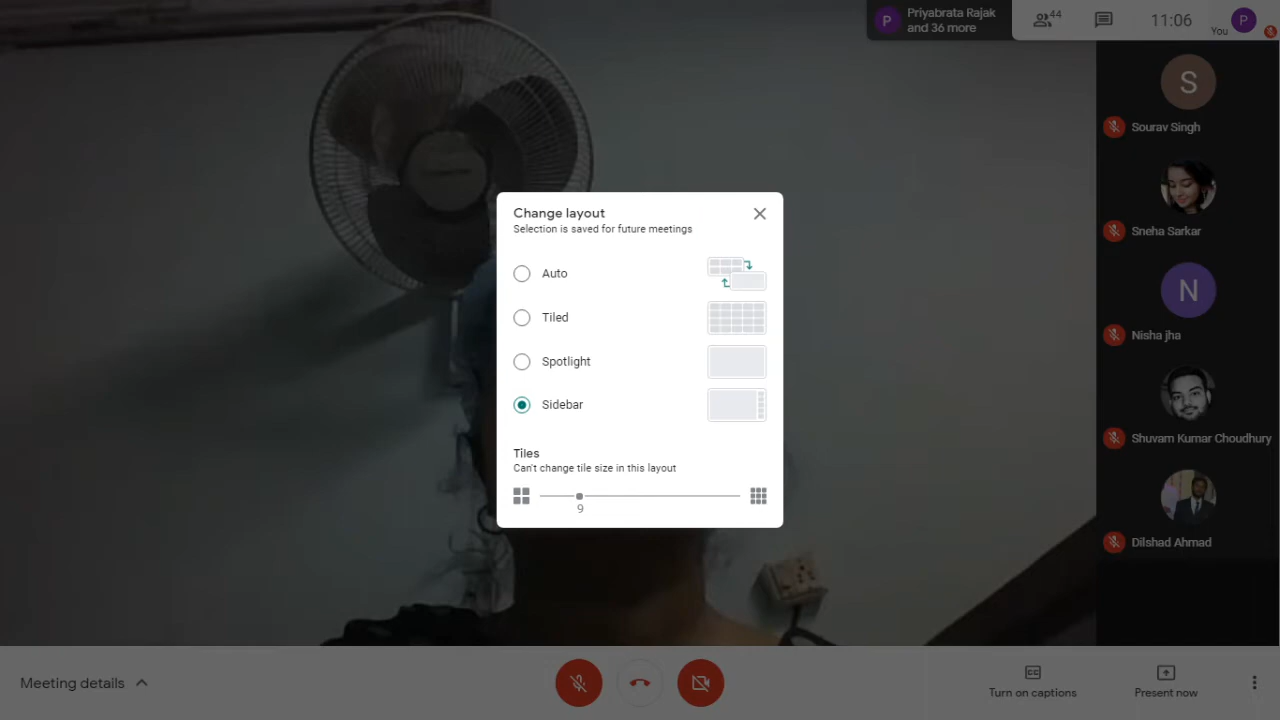 P
Priyabrata Rajak
and 36 more
44
11:06
You
P
S
Sourav Singh
Sneha Sarkar
N
Nisha jha
Shuvam Kumar Choudhury
Dilshad Ahmad
Change layout
Selection is saved for future meetings
Auto
Tiled
Spotlight
Sidebar
Tiles
Can't change tile size in this layout
9
Meeting details
CC
Turn on captions
Present now